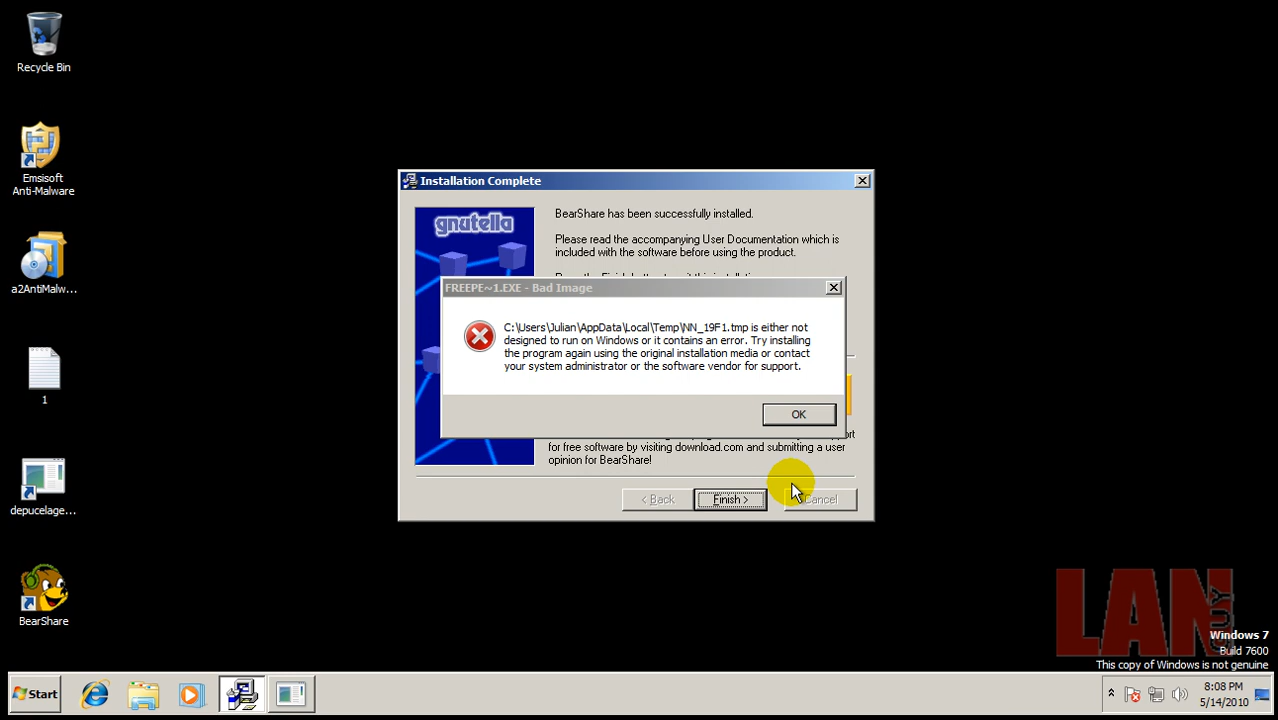 Recycle Bin
Emsisoft
Anti-Malware
a2AntiMalw...
1
depucelage...
BearShare
Installation Complete
gnutella
BearShare has been successfully installed.
Please read the accompanying User Documentation which is
included with the software before using the product.
FREEPE~1.EXE - Bad Image
C:\Users\Julian\AppData\Local\Temp\NN_19F1.tmp is either not
designed to run on Windows or it contains an error. Try installing
the program again using the original installation media or contact
your system administrator or the software vendor for support.
OK
for free software by visiting download.com and submitting a user
opinion for BearShare!
< Back
Finish >
Cancel
LAN
GUY
Windows 7
Build 7600
This copy of Windows is not genuine
Start
8:08 PM
5/14/2010